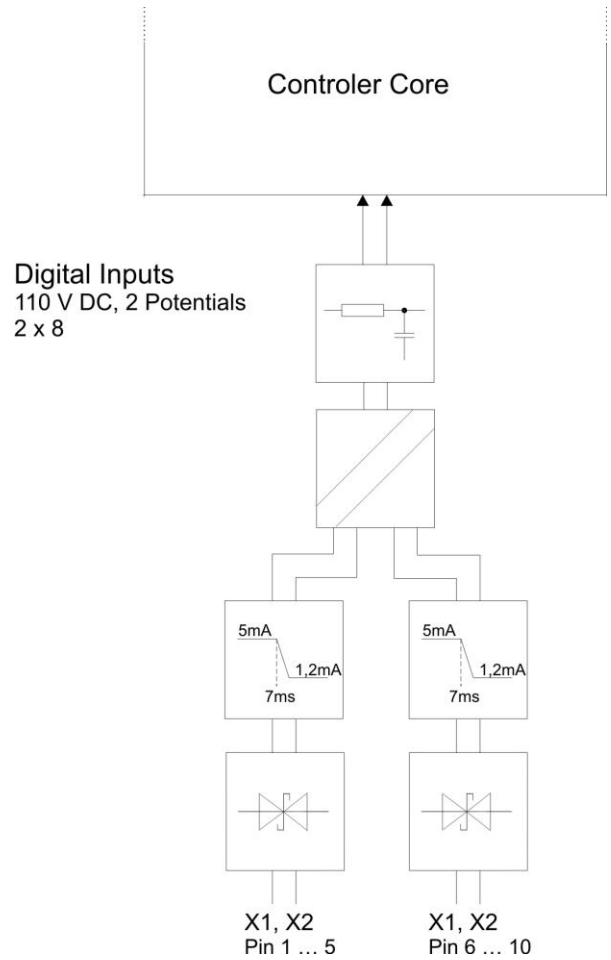 Controler Core
Digital Inputs
110 V DC, 2 Potentials
2 x 8
5mA
1,2mA
7ms
5mA
1,2mA
7ms
X1, X2
Pin 1 ... 5
X1, X2
Pin 6 ... 10